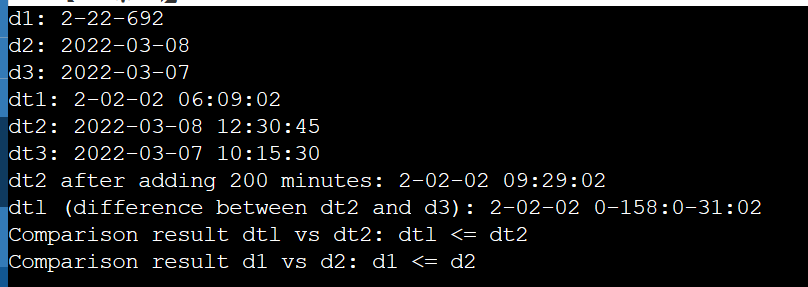 d1: 2-22-692
d2: 2022-03-08
d3: 2022-03-07
dt1: 2-02-02 06:09:02
dt2: 2022-03-08 12:30:45
dt3: 2022-03-07 10:15:30
dt2 after adding 200 minutes: 2-02-02 09:29:02
dt1 (difference between dt2 and d3): 2-02-02 0-158:0-31:02
Comparison result dt1 vs dt2: dt1 <= dt2
Comparison result d1 vs d2: d1 <= d2